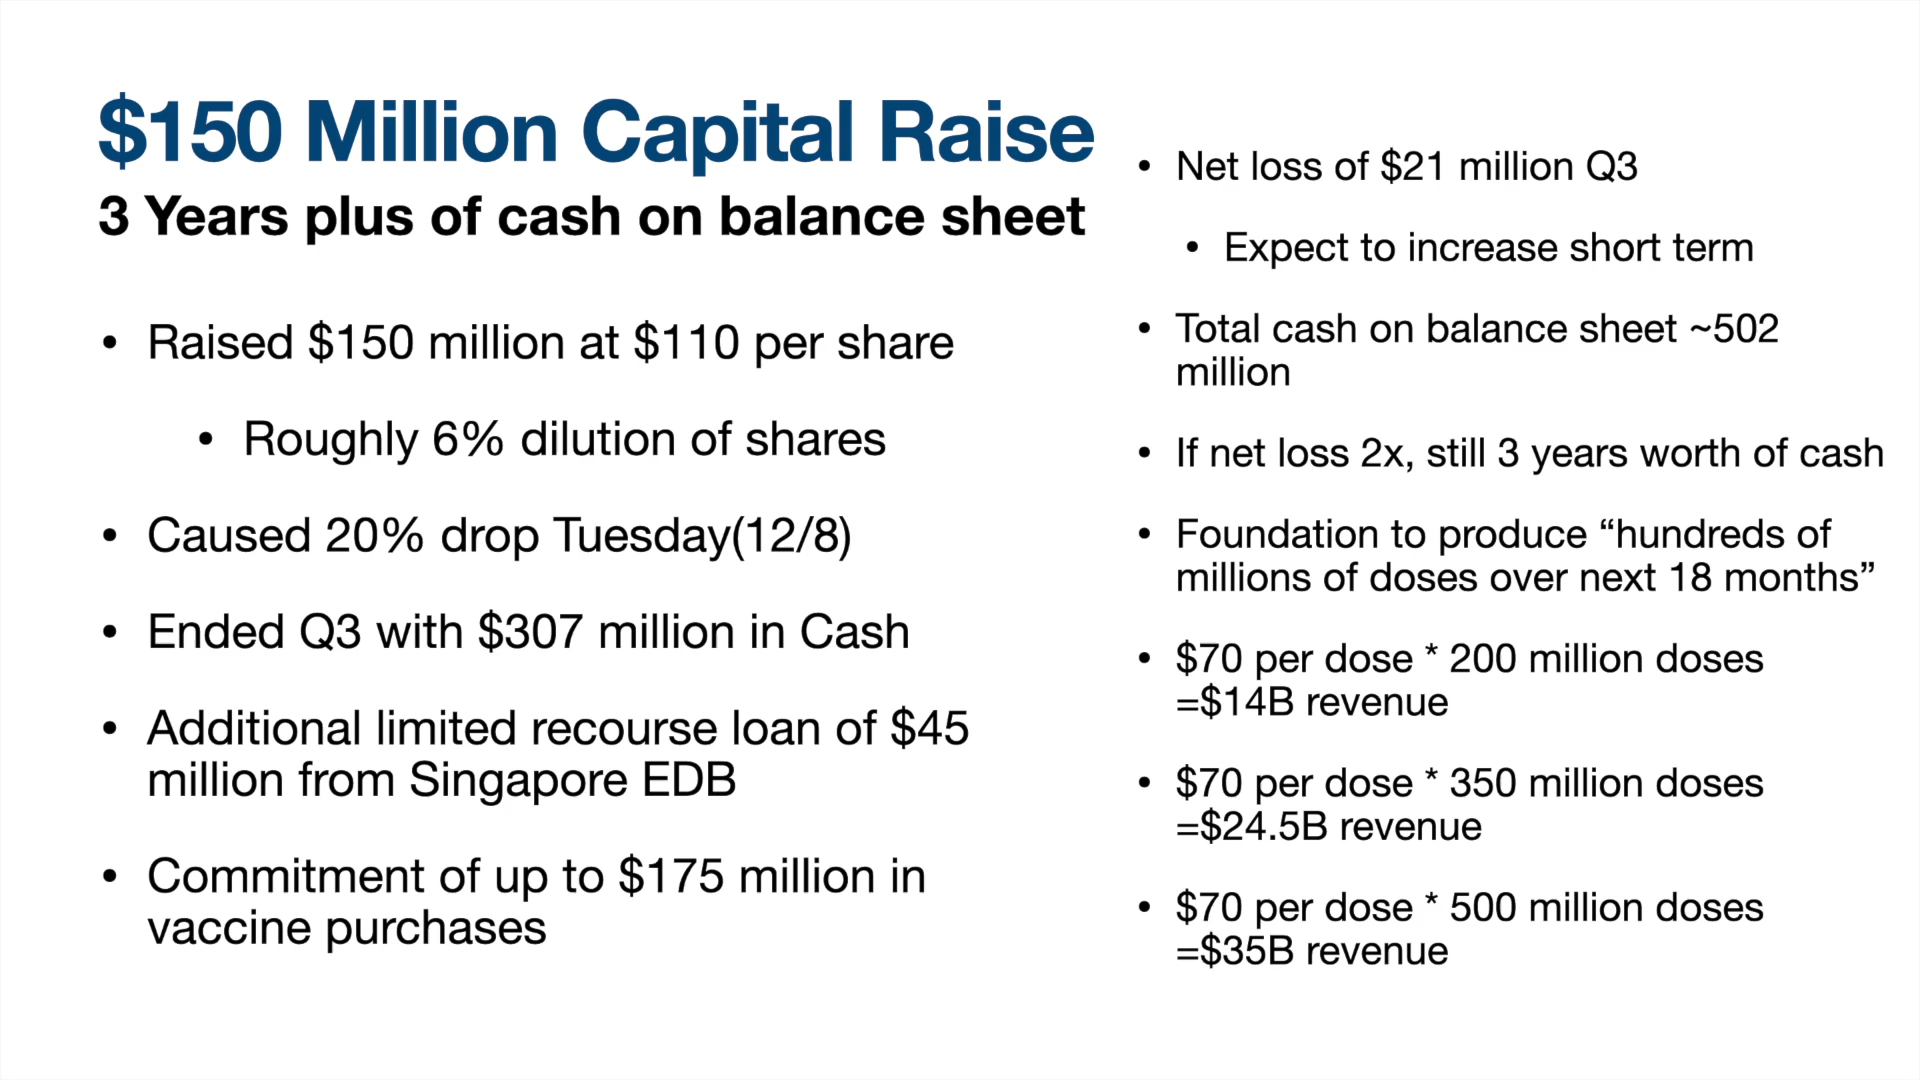 $150 Million Capital Raise
3 Years plus of cash on balance sheet
• Raised $150 million at $110 per share
• Roughly 6% dilution of shares
• Caused 20% drop Tuesday(12/8)
• Ended Q3 with $307 million in Cash
• Additional limited recourse loan of $45
million from Singapore EDB
• Commitment of up to $175 million in
vaccine purchases
• Net loss of $21 million Q3
• Expect to increase short term
• Total cash on balance sheet ~502
million
• If net loss 2x, still 3 years worth of cash
• Foundation to produce “hundreds of
millions of doses over next 18 months”
• $70 per dose * 200 million doses
=$14B revenue
• $70 per dose * 350 million doses
=$24.5B revenue
• $70 per dose * 500 million doses
=$35B revenue